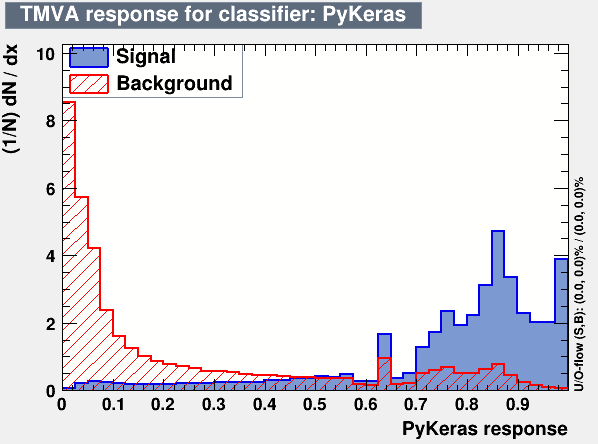 TMVA response for classifier: PyKeras
(1/N) dN / dx
10
8
6
4
2
0
Signal
Background
0 0.1 0.2 0.3 0.4 0.5 0.6 0.7 0.8 0.9
PyKeras response
U/O-flow (S,B): (0.0, 0.0)% / (0.0, 0.0)%